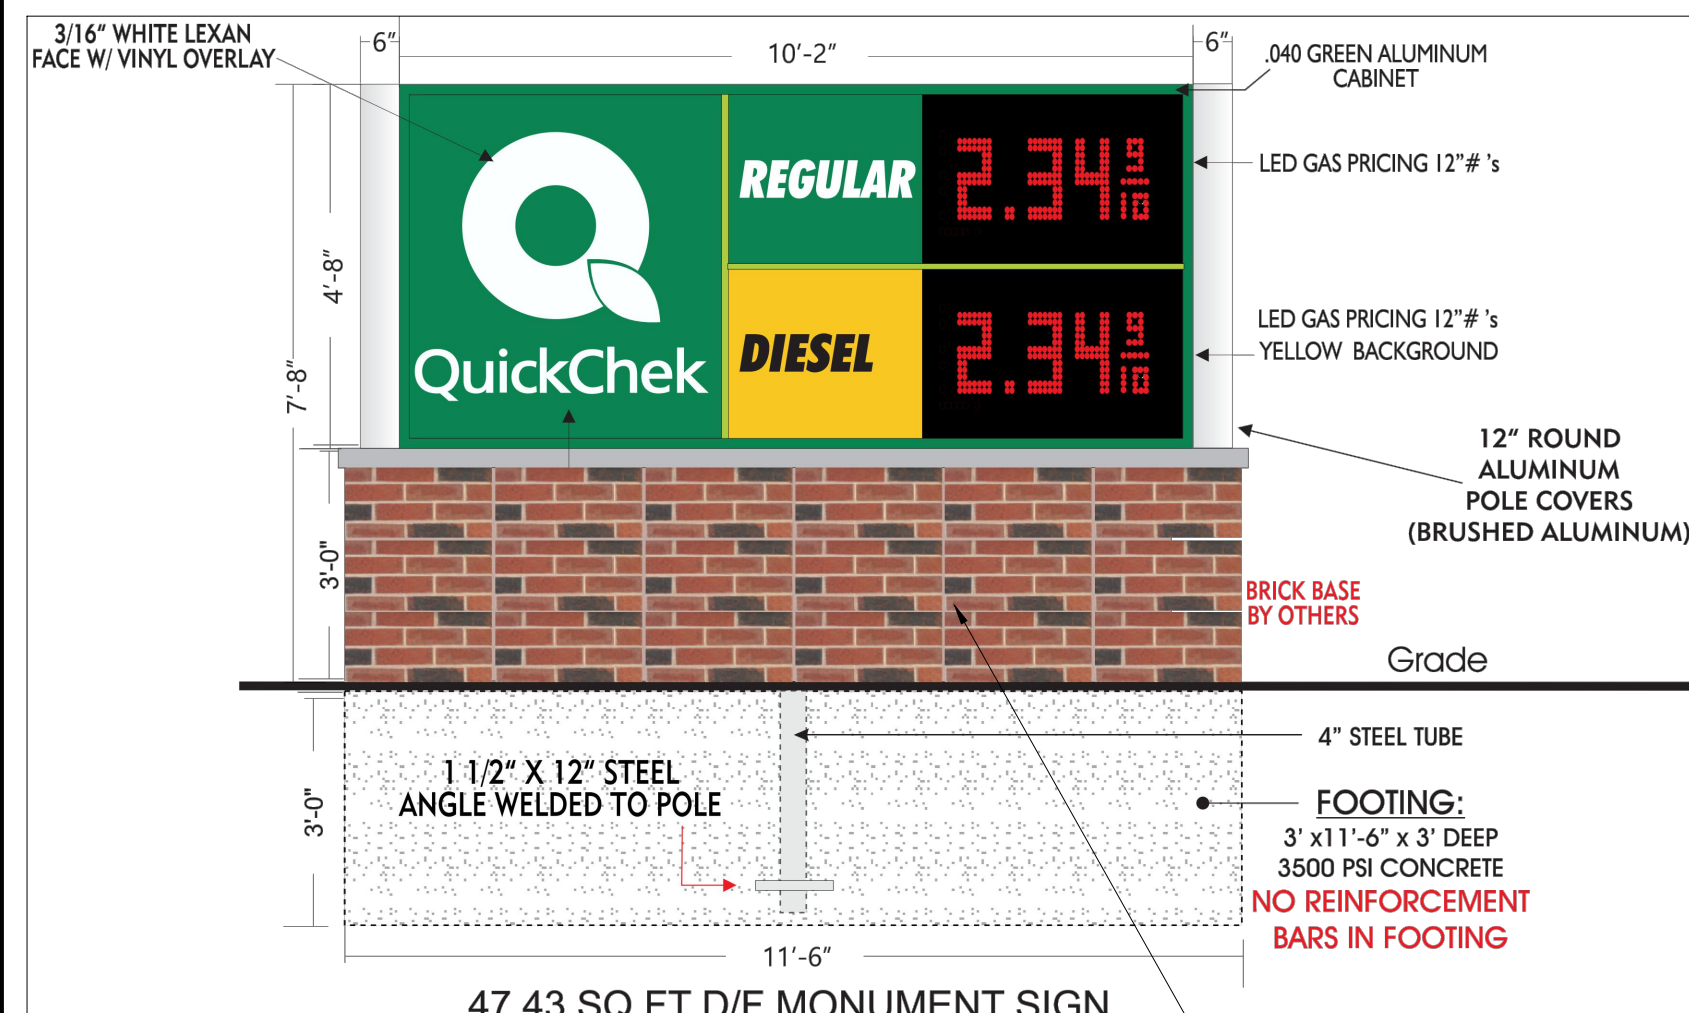 3/16" WHITE LEXAN
FACE W/ VINYL OVERLAY
6"
10'-2"
6"
.040 GREEN ALUMINUM
CABINET
REGULAR
2.34 9/10
LED GAS PRICING 12"# 's
4'-8"
7'-8"
QuickChek
DIESEL
2.34 9/10
LED GAS PRICING 12"# 's
YELLOW BACKGROUND
12" ROUND
ALUMINUM
POLE COVERS
(BRUSHED ALUMINUM)
3'-0"
BRICK BASE
BY OTHERS
Grade
4" STEEL TUBE
1 1/2" X 12" STEEL
ANGLE WELDED TO POLE
3'-0"
FOOTING:
3' x11'-6" x 3' DEEP
3500 PSI CONCRETE
NO REINFORCEMENT
BARS IN FOOTING
11'-6"
47.43 SQ FT D/F MONUMENT SIGN